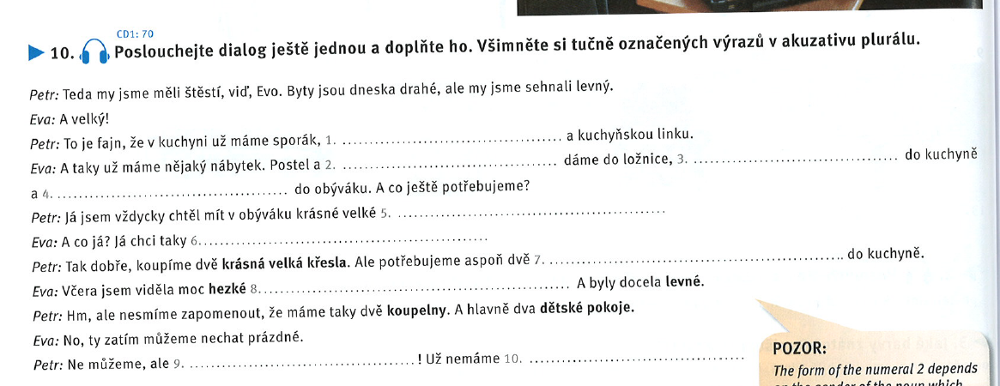 CD1: 70
10. Poslouchejte dialog ještě jednou a doplňte ho. Všimněte si tučně označených výrazů v akuzativu plurálu.
Petr: Teda my jsme měli štěstí, viď, Evo. Byty jsou dneska drahé, ale my jsme sehnali levný.
Eva: A velký!
Petr: To je fajn, že v kuchyni už máme sporák, 1. ........................................ a kuchyňskou linku.
Eva: A taky už máme nějaký nábytek. Postel a 2. ........................................ dáme do ložnice, 3. ........................................ do kuchyně
a 4. ........................................ do obýváku. A co ještě potřebujeme?
Petr: Já jsem vždycky chtěl mít v obýváku krásné velké 5. ........................................
Eva: A co já? Já chci taky 6. ........................................
Petr: Tak dobře, koupíme dvě krásná velká křesla. Ale potřebujeme aspoň dvě 7. ........................................ do kuchyně.
Eva: Včera jsem viděla moc hezké 8. ........................................ A byly docela levné.
Petr: Hm, ale nesmíme zapomenout, že máme taky dvě koupelny. A hlavně dva dětské pokoje.
Eva: No, ty zatím můžeme nechat prázdné.
Petr: Ne můžeme, ale 9. ........................................ ! Už nemáme 10. ........................................
POZOR:
The form of the numeral 2 depends
on the gender of the noun which